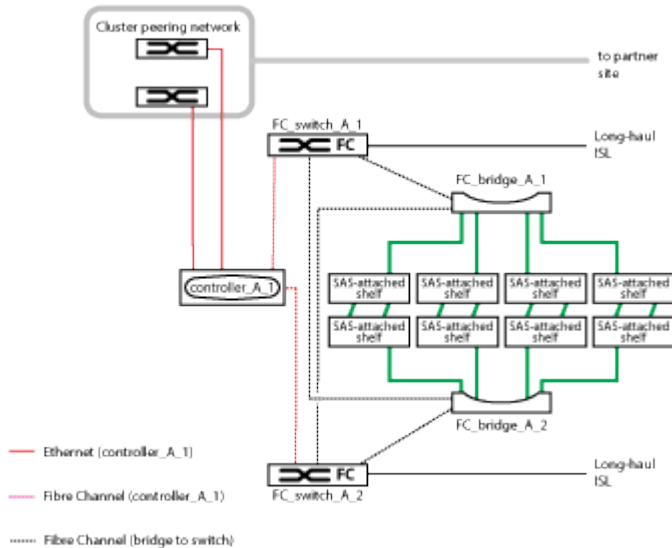 Cluster peering network
to partner
site
FC_switch_A_1
FC
Long-haul
ISL
FC_bridge_A_1
controller_A_1
SAS-attached
shelf
SAS-attached
shelf
SAS-attached
shelf
SAS-attached
shelf
SAS-attached
shelf
SAS-attached
shelf
SAS-attached
shelf
SAS-attached
shelf
FC_bridge_A_2
Ethernet (controller_A_1)
FC
Long-haul
ISL
FC_switch_A_2
Fibre Channel (controller_A_1)
Fibre Channel (bridge to switch)